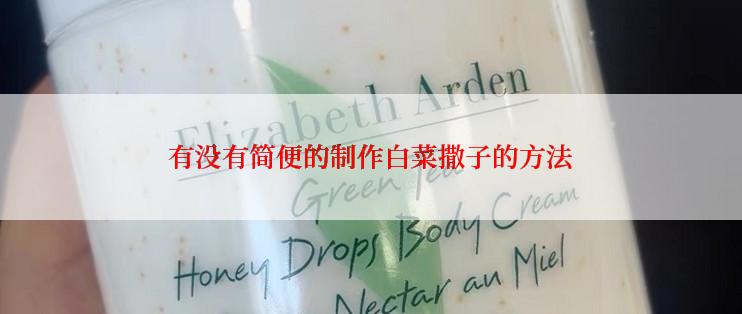 Elizabeth Arden
有没有简便的制作白菜撒子的方法
Green Tea
Honey Drops Body Cream
Nectar au Miel